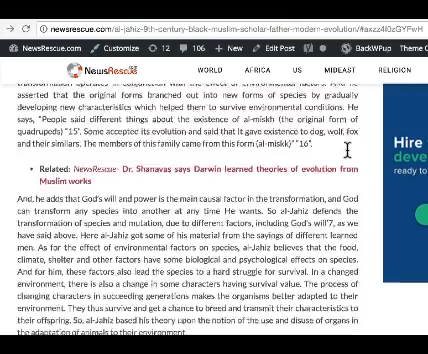 newsrescue.com/al-jahiz-9th-century-black-muslim-scholar-father-modern-evolution/#axzz4l0zGYFwH
NewsRescue.com Customize 12 106 New Edit Post BackWPup Theme
NewsRescue WORLD AFRICA US MIDEAST RELIGION
asserted that the original forms branched out into new forms of species by gradually
developing new characteristics which helped them to survive environmental conditions. He
says, "People said different things about the existence of al-miskh (the original form of
quadrupeds) "15". Some accepted its evolution and said that it gave existence to dog, wolf, fox
and their similars. The members of this family came from this form (al-miskk)" "16".
Related: NewsRescue- Dr. Shanavas says Darwin learned theories of evolution from
Muslim works
And, he adds that God's will and power is the main causal factor in the transformation, and God
can transform any species into another at any time He wants. So al-Jahiz defends the
transformation of species and mutation, due to different factors, including God's will'7, as we
have said above. Here al-Jahiz got some of his material from the sayings of different learned
men. As for the effect of environmental factors on species, al-Jahiz believes that the food,
climate, shelter and other factors have some biological and psychological effects on species.
And for him, these factors also lead the species to a hard struggle for survival. In a changed
environment, there is also a change in some characters having survival value. The process of
changing characters in succeeding generations makes the organisms better adapted to their
environment. They thus survive and get a chance to breed and transmit their characters to
their offspring. So, al-Jahiz based his theory upon the notion of the use and disuse of organs in
the adaptation of animals to their environment.
Hire
ready to